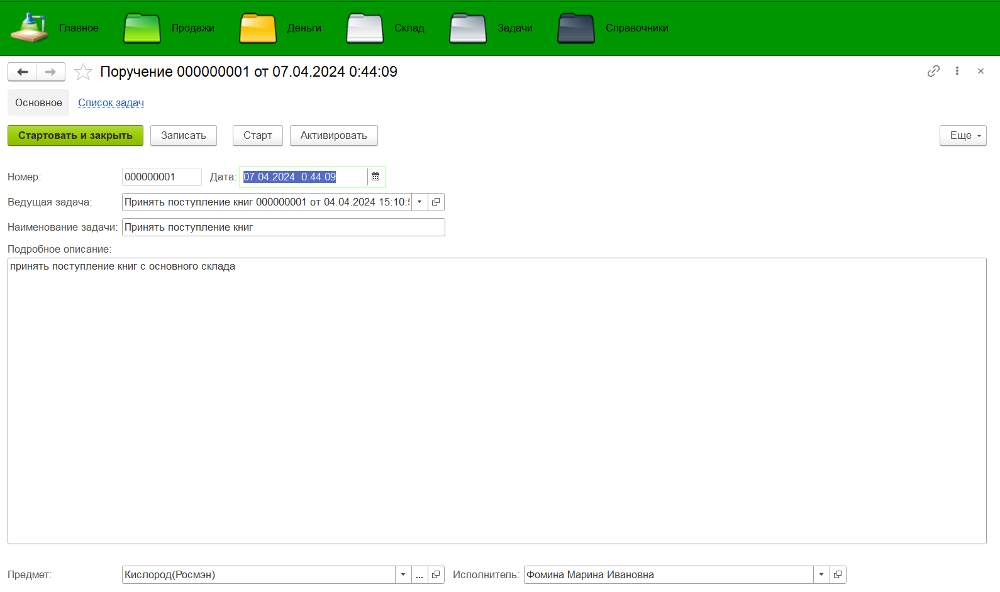 Главное Продажи Деньги Склад Задачи Справочники
Поручение 000000001 от 07.04.2024 0:44:09
Основное Список задач
Стартовать и закрыть Записать Старт Активировать Еще
Номер: 000000001 Дата: 07.04.2024 0:44:09
Ведущая задача: Принять поступление книг 000000001 от 04.04.2024 15:10:
Наименование задачи: Принять поступление книг
Подробное описание:
принять поступление книг с основного склада
Предмет: Кислород(Росмэн) ... Исполнитель: Фомина Марина Ивановна